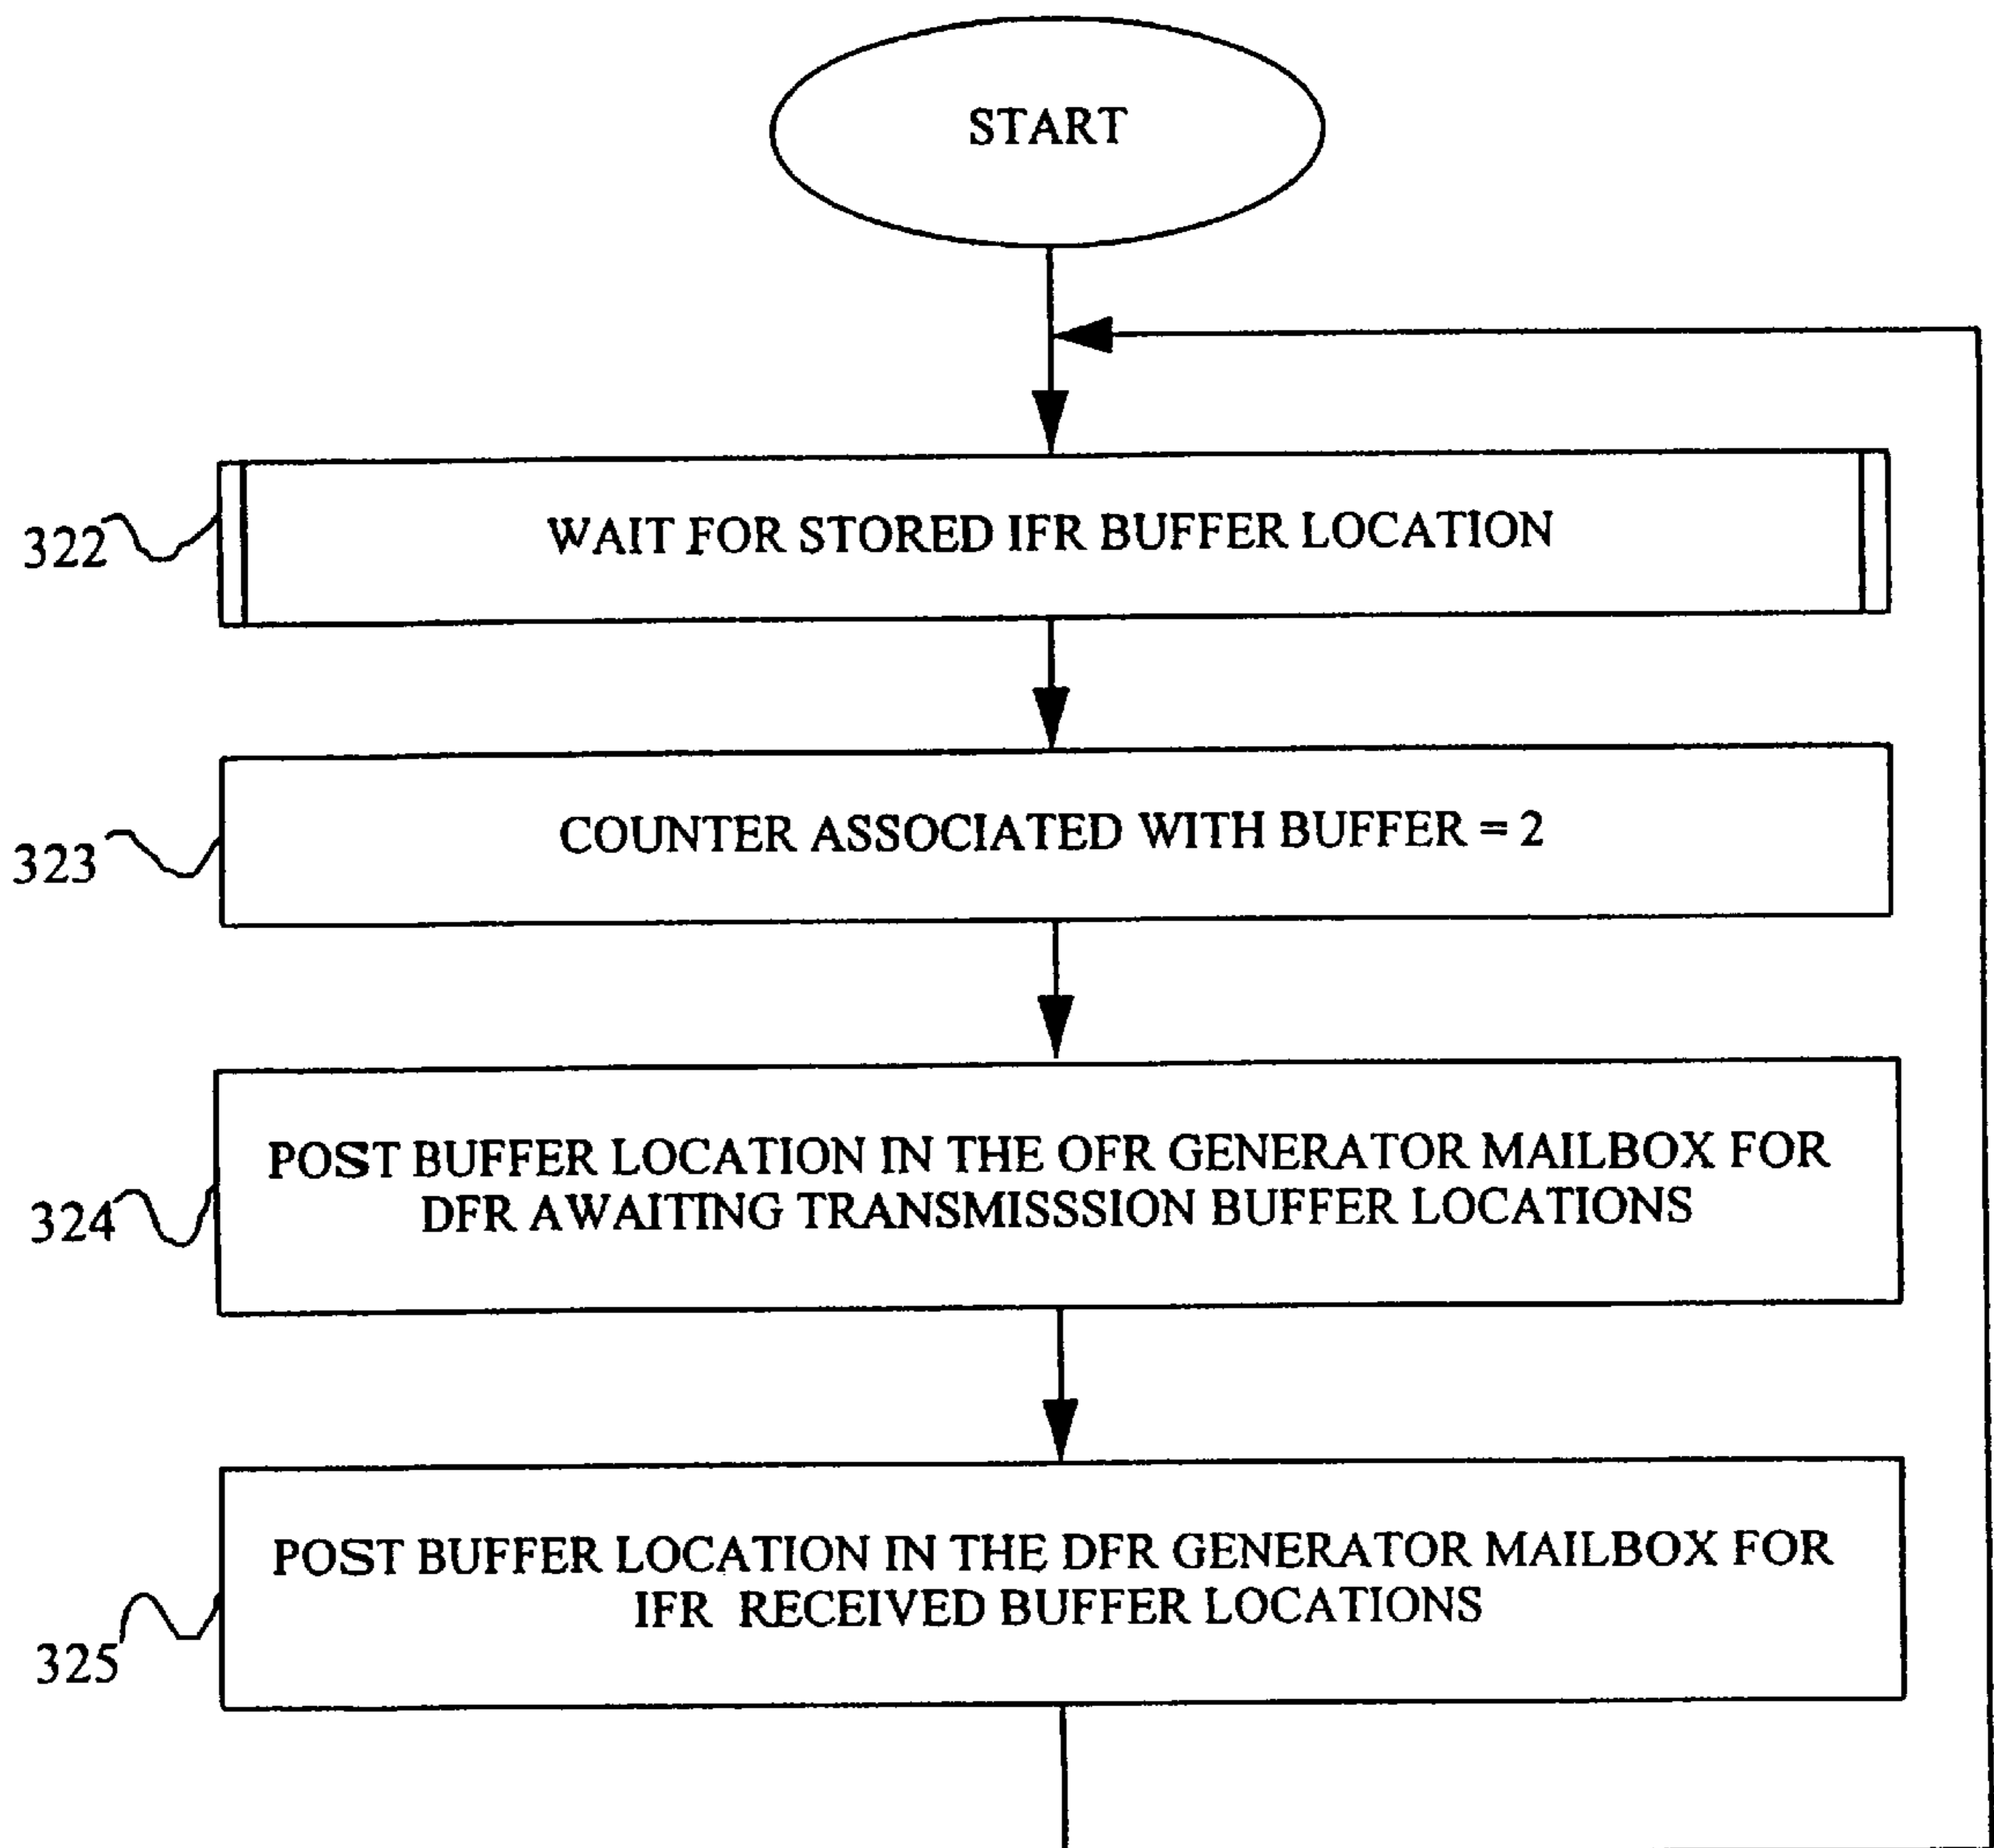 START
322
WAIT FOR STORED IFR BUFFER LOCATION
323
COUNTER ASSOCIATED WITH BUFFER = 2
324
POST BUFFER LOCATION IN THE OFR GENERATOR MAILBOX FOR
DFR AWAITING TRANSMISSSION BUFFER LOCATIONS
325
POST BUFFER LOCATION IN THE DFR GENERATOR MAILBOX FOR
IFR RECEIVED BUFFER LOCATIONS